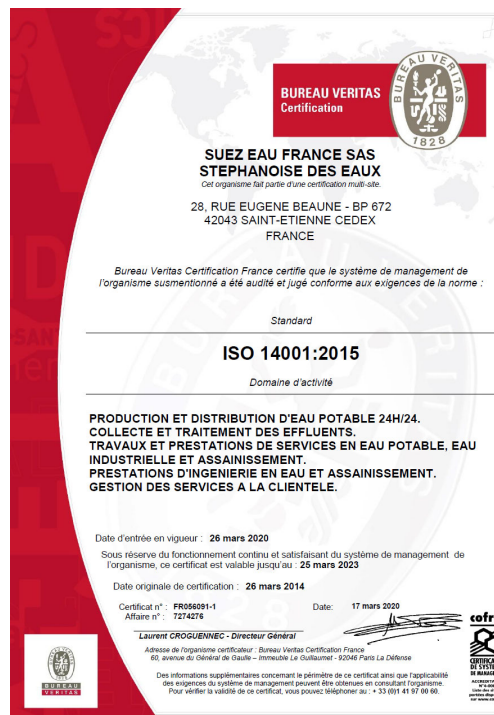 BUREAU VERITAS
Certification
BUREAU VERITAS
1828
SUEZ EAU FRANCE SAS
STEPHANOISE DES EAUX
Cet organisme fait partie d'une certification multi-site.
28, RUE EUGENE BEAUNE - BP 672
42043 SAINT-ETIENNE CEDEX
FRANCE
Bureau Veritas Certification France certifie que le système de management de
l'organisme susmentionné a été audité et jugé conforme aux exigences de la norme :
Standard
ISO 14001:2015
Domaine d'activité
PRODUCTION ET DISTRIBUTION D'EAU POTABLE 24H/24.
COLLECTE ET TRAITEMENT DES EFFLUENTS.
TRAVAUX ET PRESTATIONS DE SERVICES EN EAU POTABLE, EAU
INDUSTRIELLE ET ASSAINISSEMENT.
PRESTATIONS D'INGENIERIE EN EAU ET ASSAINISSEMENT.
GESTION DES SERVICES A LA CLIENTELE.
Date d'entrée en vigueur : 26 mars 2020
Sous réserve du fonctionnement continu et satisfaisant du système de management de
l'organisme, ce certificat est valable jusqu'au : 25 mars 2023
Date originale de certification : 26 mars 2014
Certificat n° : FR056091-1 Date: 17 mars 2020
Affaire n° : 7274276
Laurent CROGUENNEC - Directeur Général
Adresse de l'organisme certificateur : Bureau Veritas Certification France
60, avenue du Général de Gaulle – Immeuble Le Guillaumet - 92046 Paris La Défense
Des informations supplémentaires concernant le périmètre de ce certificat ainsi que l'applicabilité
des exigences du système de management peuvent être obtenues en consultant l'organisme.
Pour vérifier la validité de ce certificat, vous pouvez téléphoner au : + 33 (0)1 41 97 00 60.
BUREAU
VERITAS
cofr
CERTIFICA
DE SYSTÈ
DE MANAG